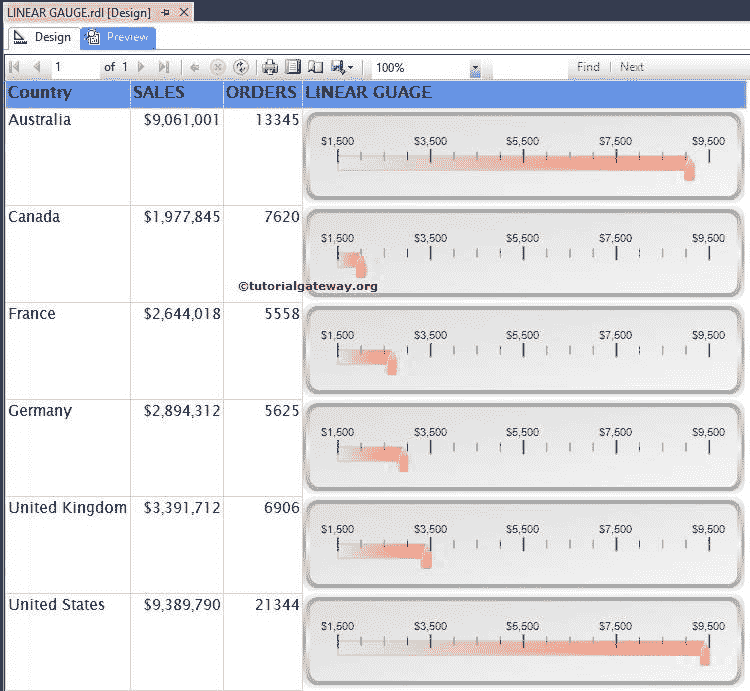 LINEAR GAUGE.rdl [Design]
Design Preview
1 of 1 100% Find Next
Country SALES ORDERS LINEAR GUAGE
Australia $9,061,001 13345
$1,500 $3,500 $5,500 $7,500 $9,500
Canada $1,977,845 7620
$1,500 $3,500 $5,500 $7,500 $9,500
©tutorialgateway.org
France $2,644,018 5558
$1,500 $3,500 $5,500 $7,500 $9,500
Germany $2,894,312 5625
$1,500 $3,500 $5,500 $7,500 $9,500
United Kingdom $3,391,712 6906
$1,500 $3,500 $5,500 $7,500 $9,500
United States $9,389,790 21344
$1,500 $3,500 $5,500 $7,500 $9,500